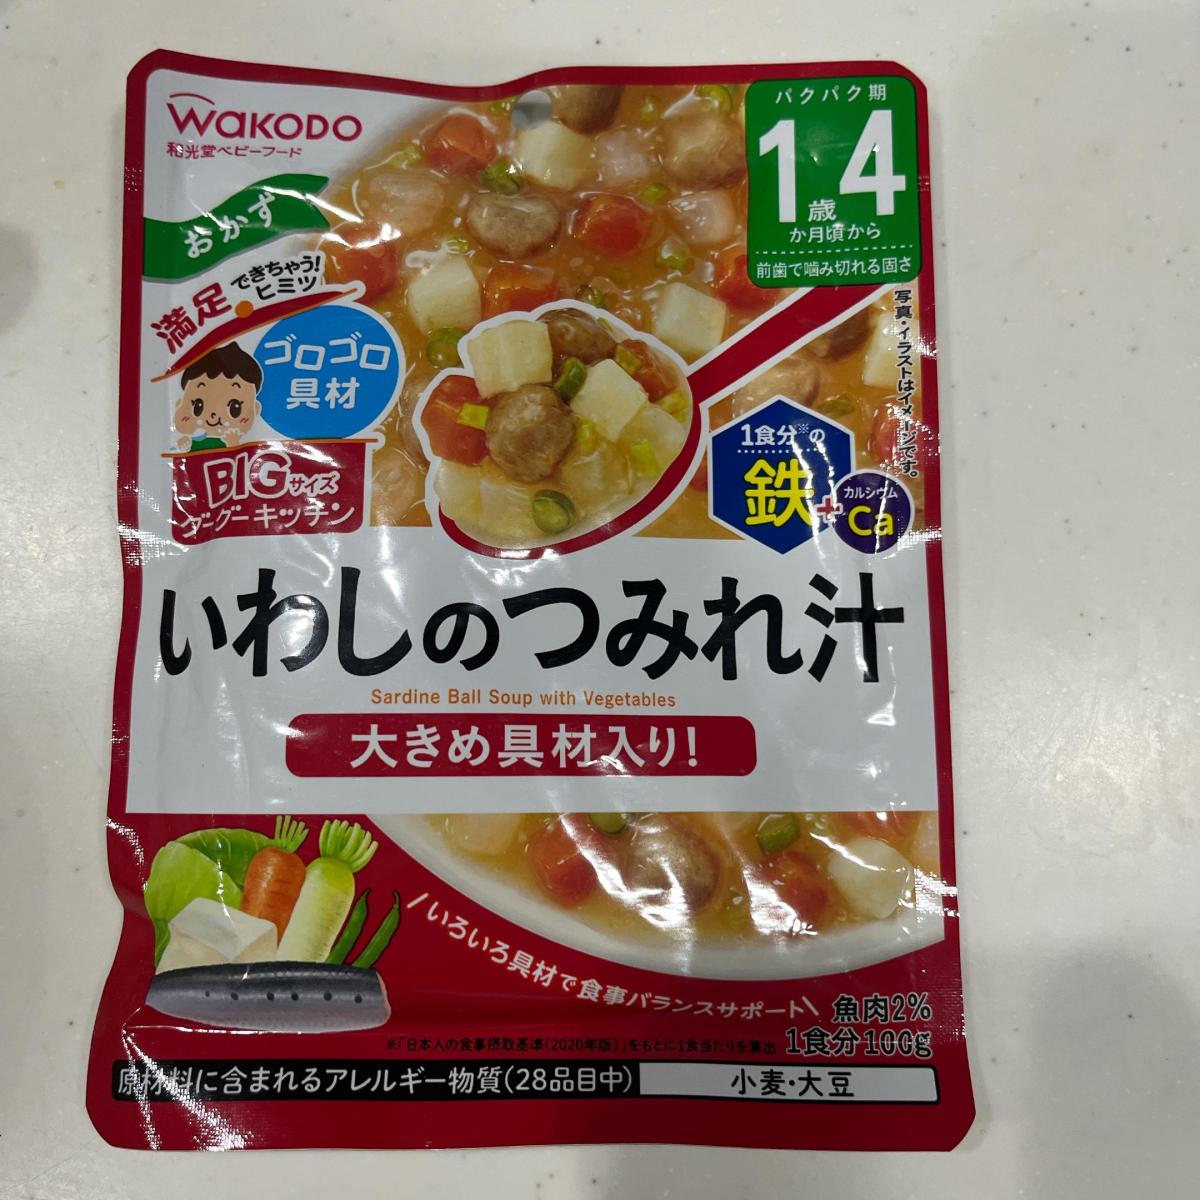 WAKODO
和光堂ベビーフード
おかず
満足できちゃう!
ヒミツ
ゴロゴロ
具材
BIGサイズ
グーグーキッチン
パクパク期
1歳4
か月頃から
前歯で噛み切れる固さ
写真・イラストはイメージです。
1食分※の
鉄+
カルシウム
Ca
いわしのつみれ汁
Sardine Ball Soup with Vegetables
大きめ具材入り!
いろいろ具材で食事バランスサポート
魚肉2%
※「日本人の食事摂取基準(2020年版)」をもとに1食当たりを算出
1食分100g
原材料に含まれるアレルギー物質(28品目中)
小麦・大豆